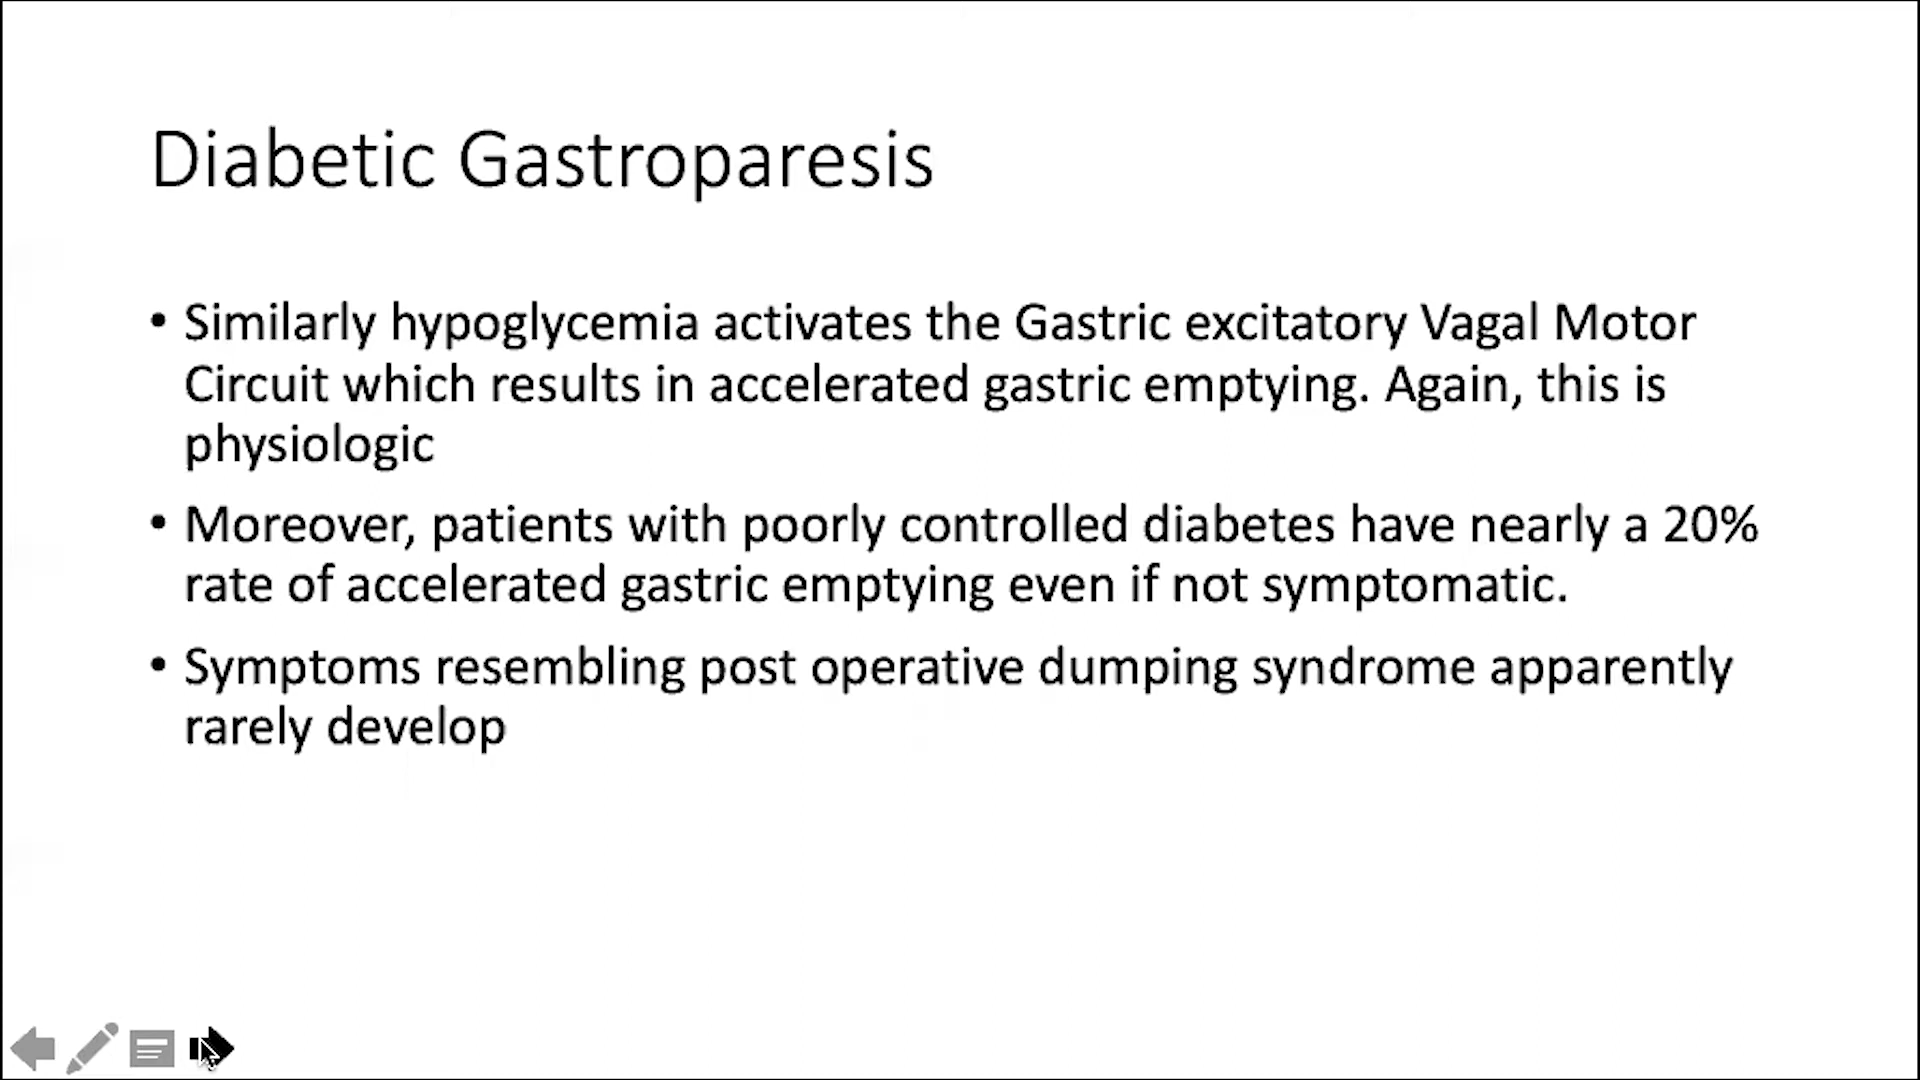 Diabetic Gastroparesis
• Similarly hypoglycemia activates the Gastric excitatory Vagal Motor
Circuit which results in accelerated gastric emptying. Again, this is
physiologic
• Moreover, patients with poorly controlled diabetes have nearly a 20%
rate of accelerated gastric emptying even if not symptomatic.
• Symptoms resembling post operative dumping syndrome apparently
rarely develop